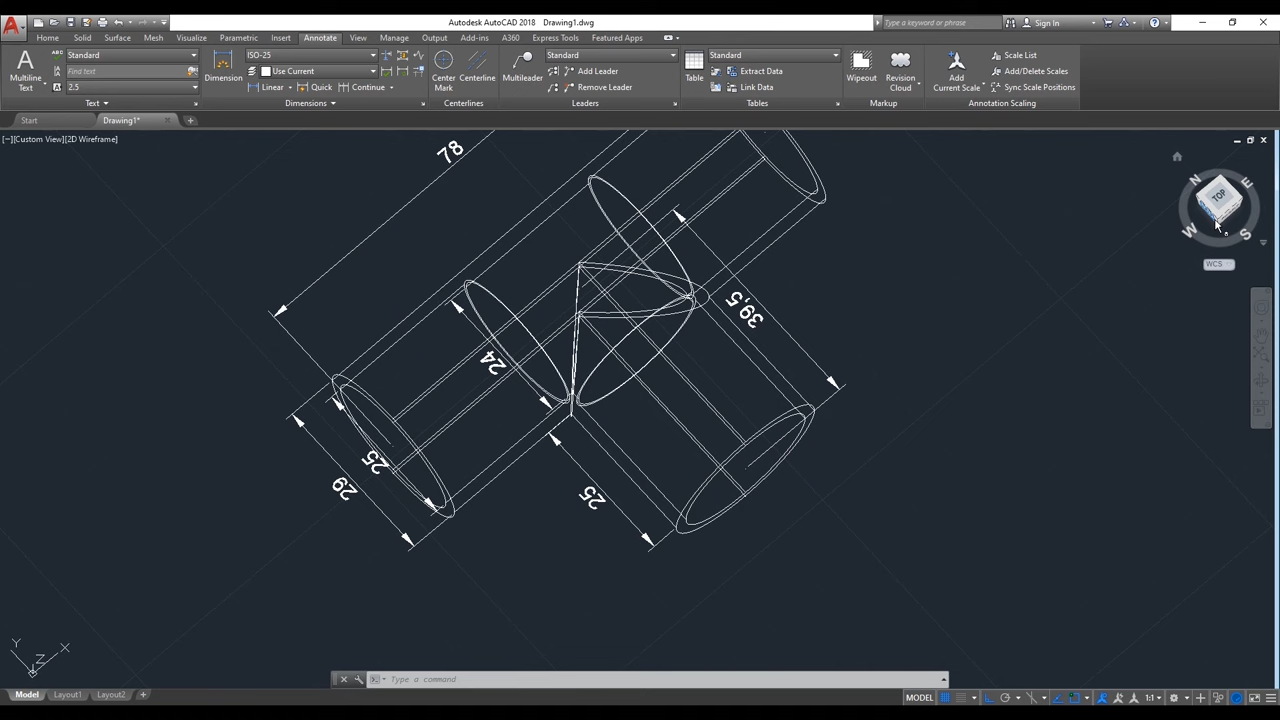 Autodesk AutoCAD 2018 Drawing1.dwg
Type a keyword or phrase
Sign In
Home Solid Surface Mesh Visualize Parametric Insert Annotate View Manage Output Add-ins A360 Express Tools Featured Apps
Multiline Text
Standard
Find text
2.5
Text
Dimension
ISO-25
Use Current
Linear Quick Continue
Dimensions
Center Mark
Centerline
Centerlines
Multileader
Standard
Add Leader
Remove Leader
Leaders
Table
Standard
Extract Data
Link Data
Tables
Wipeout
Revision Cloud
Markup
Add Current Scale
Scale List
Add/Delete Scales
Sync Scale Positions
Annotation Scaling
Start Drawing1*
[−][Custom View][2D Wireframe]
78
N E
TOP
W S
WCS
39,5
24
25
29
25
Y X
Z
Type a command
Model Layout1 Layout2
MODEL 1:1